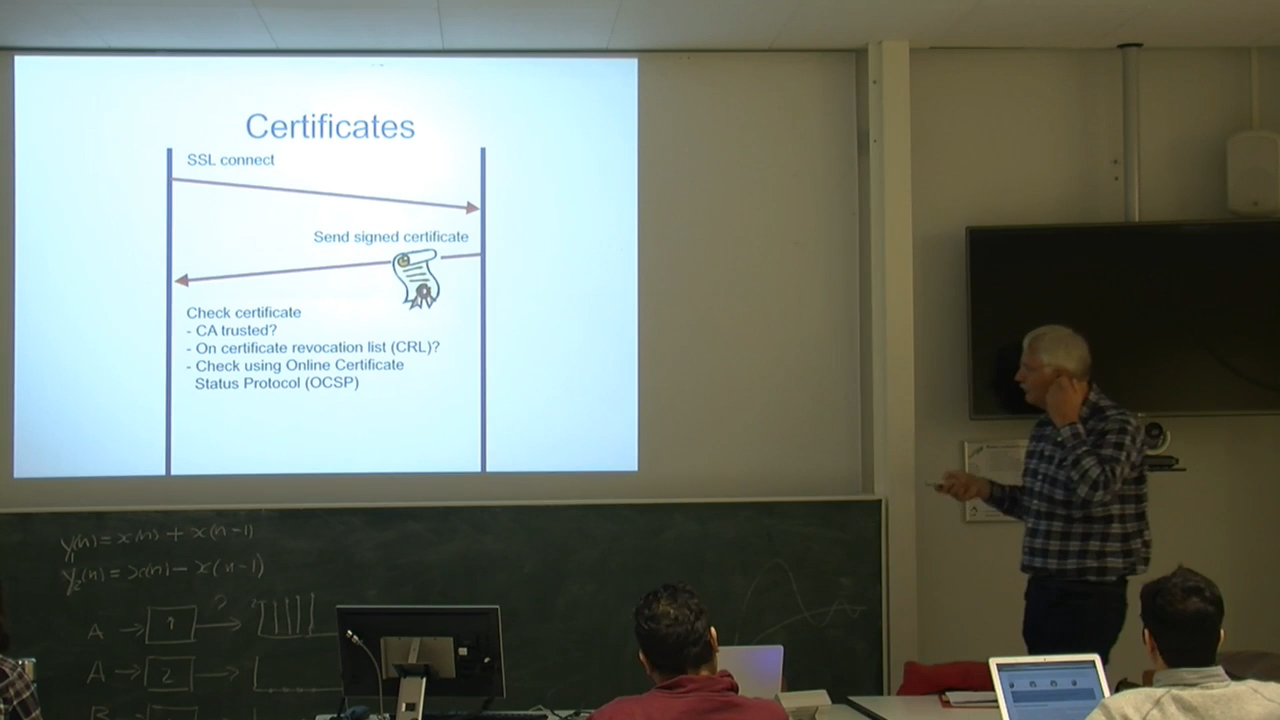 Certificates
SSL connect
Send signed certificate
Check certificate
- CA trusted?
- On certificate revocation list (CRL)?
- Check using Online Certificate
Status Protocol (OCSP)
y₁(n) = x(n) + x(n-1)
y₂(n) = x(n) - x(n-1)
?
A → 1 →
A → 2 →
B